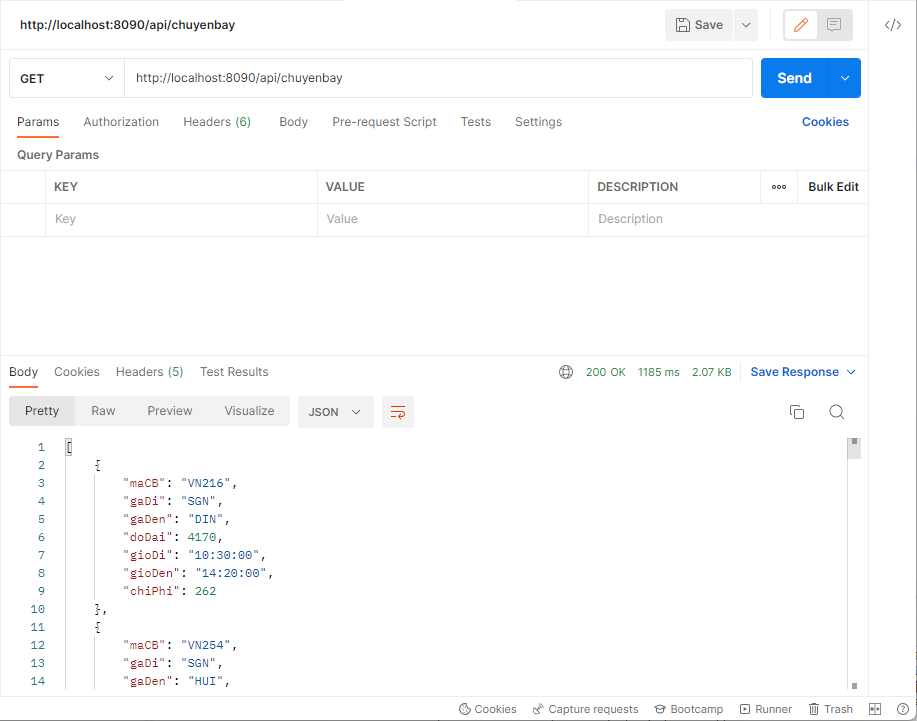 http://localhost:8090/api/chuyenbay Save </>
GET http://localhost:8090/api/chuyenbay Send
Params Authorization Headers (6) Body Pre-request Script Tests Settings Cookies
Query Params
KEY VALUE DESCRIPTION ooo Bulk Edit
Key Value Description
Body Cookies Headers (5) Test Results 200 OK 1185 ms 2.07 KB Save Response
Pretty Raw Preview Visualize JSON
1 [
2 {
3 "maCB": "VN216",
4 "gaDi": "SGN",
5 "gaDen": "DIN",
6 "doDai": 4170,
7 "gioDi": "10:30:00",
8 "gioDen": "14:20:00",
9 "chiPhi": 262
10 },
11 {
12 "maCB": "VN254",
13 "gaDi": "SGN",
14 "gaDen": "HUI",
Cookies Capture requests Bootcamp Runner Trash